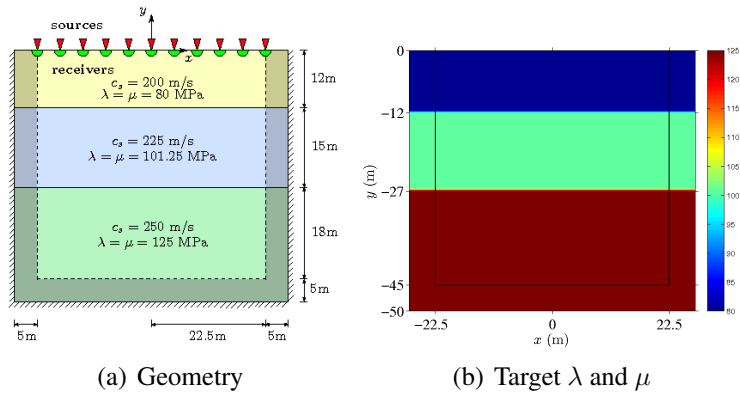 y
sources
x
receivers
c_s = 200 m/s
λ = μ = 80 MPa
12m
c_s = 225 m/s
λ = μ = 101.25 MPa
15m
c_s = 250 m/s
λ = μ = 125 MPa
18m
5m
5m
22.5m
5m
(a) Geometry
0
−12
−27
−45
−50
y (m)
−22.5
0
22.5
x (m)
125
120
115
110
105
100
95
90
85
80
(b) Target λ and μ